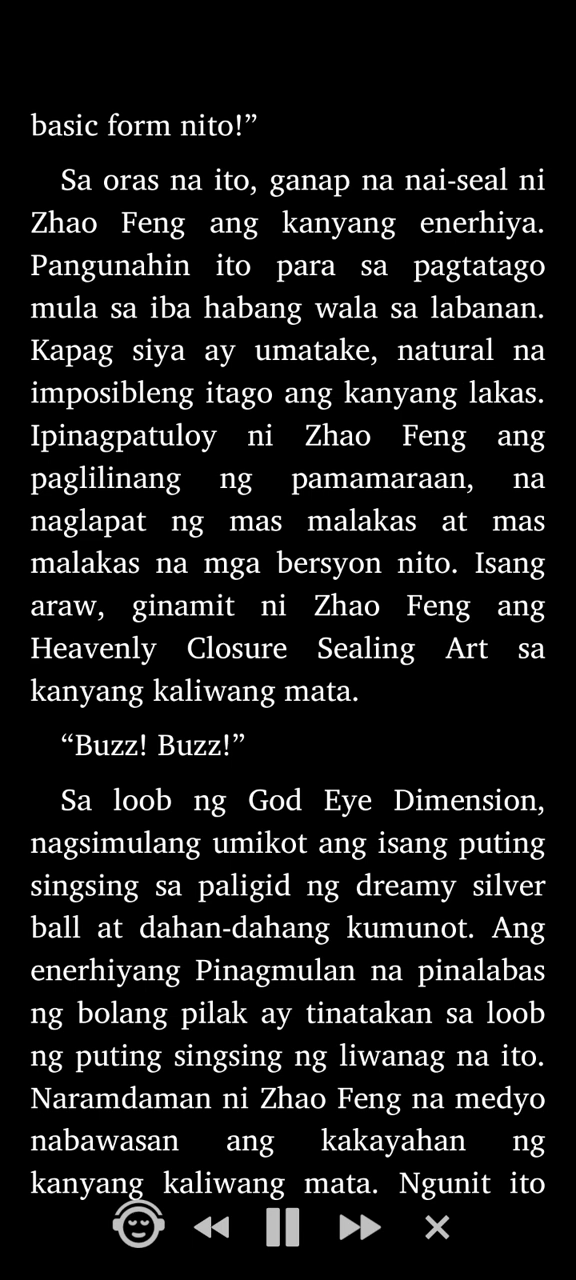 basic form nito!”
Sa oras na ito, ganap na nai-seal ni
Zhao Feng ang kanyang enerhiya.
Pangunahin ito para sa pagtatago
mula sa iba habang wala sa labanan.
Kapag siya ay umatake, natural na
imposibleng itago ang kanyang lakas.
Ipinagpatuloy ni Zhao Feng ang
paglilinang ng pamamaraan, na
naglapat ng mas malakas at mas
malakas na mga bersyon nito. Isang
araw, ginamit ni Zhao Feng ang
Heavenly Closure Sealing Art sa
kanyang kaliwang mata.
“Buzz! Buzz!”
Sa loob ng God Eye Dimension,
nagsimulang umikot ang isang puting
singsing sa paligid ng dreamy silver
ball at dahan-dahang kumunot. Ang
enerhiyang Pinagmulan na pinalabas
ng bolang pilak ay tinatakan sa loob
ng puting singsing ng liwanag na ito.
Naramdaman ni Zhao Feng na medyo
nabawasan ang kakayahan ng
kanyang kaliwang mata. Ngunit ito